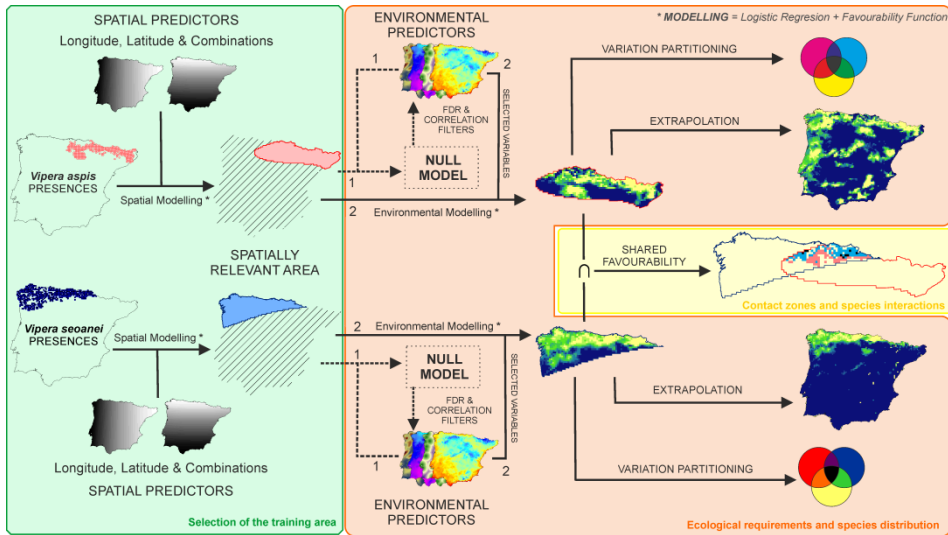 SPATIAL PREDICTORS
Longitude, Latitude & Combinations
Vipera aspis
PRESENCES
Spatial Modelling *
SPATIALLY
RELEVANT AREA
Vipera seoanei
PRESENCES
Spatial Modelling *
Longitude, Latitude & Combinations
SPATIAL PREDICTORS
Selection of the training area
ENVIRONMENTAL
PREDICTORS
1
2
FDR &
CORRELATION
FILTERS
SELECTED VARIABLES
NULL
MODEL
1
2 Environmental Modelling *
2 Environmental Modelling *
1
NULL
MODEL
1
FDR &
CORRELATION
FILTERS
SELECTED VARIABLES
1
2
ENVIRONMENTAL
PREDICTORS
* MODELLING = Logistic Regresion + Favourability Function
VARIATION PARTITIONING
EXTRAPOLATION
∩
SHARED
FAVOURABILITY
Contact zones and species interactions
EXTRAPOLATION
VARIATION PARTITIONING
Ecological requirements and species distribution